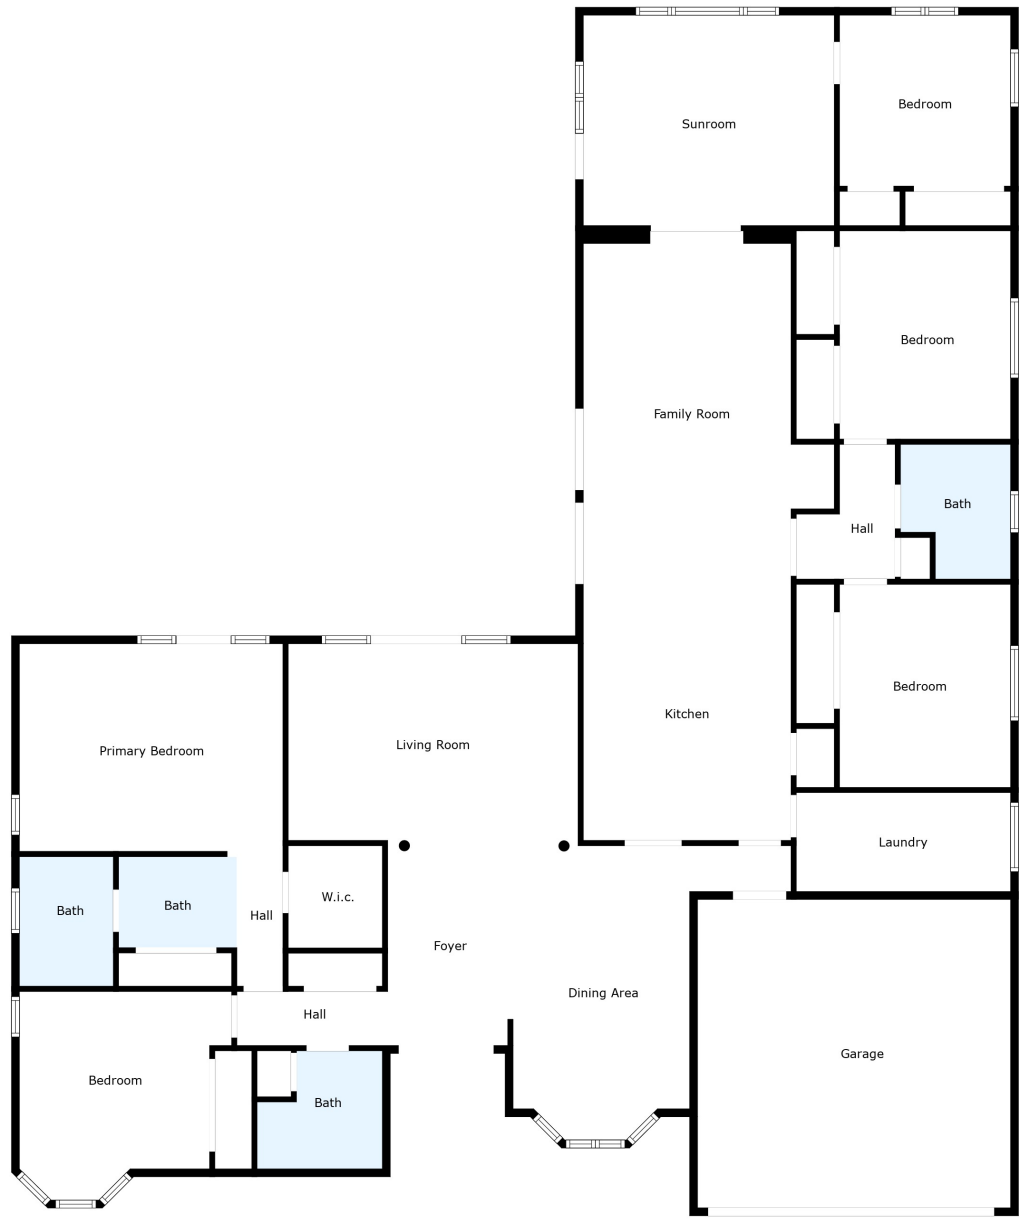 Bedroom
Sunroom
Bedroom
Family Room
Bath
Hall
Bedroom
Kitchen
Living Room
Primary Bedroom
Laundry
W.i.c.
Bath
Bath
Hall
Foyer
Dining Area
Hall
Garage
Bedroom
Bath